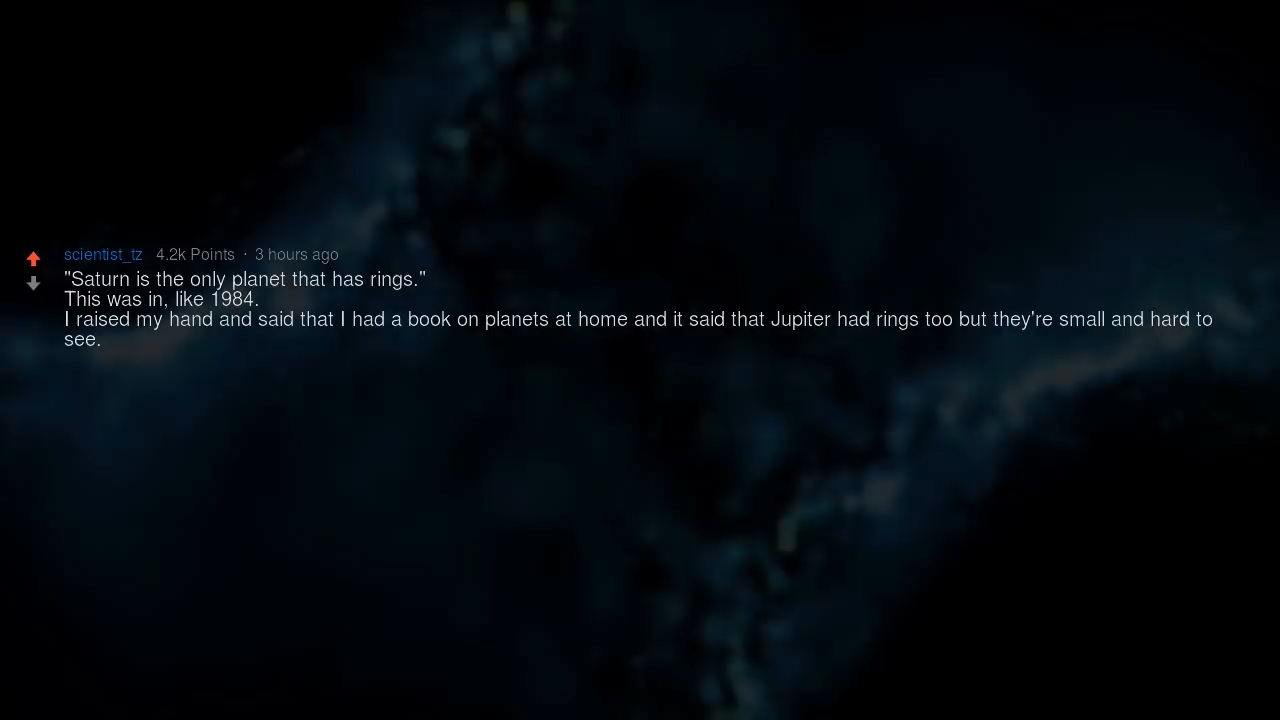 scientist_tz 4.2k Points · 3 hours ago
"Saturn is the only planet that has rings."
This was in, like 1984.
I raised my hand and said that I had a book on planets at home and it said that Jupiter had rings too but they're small and hard to
see.